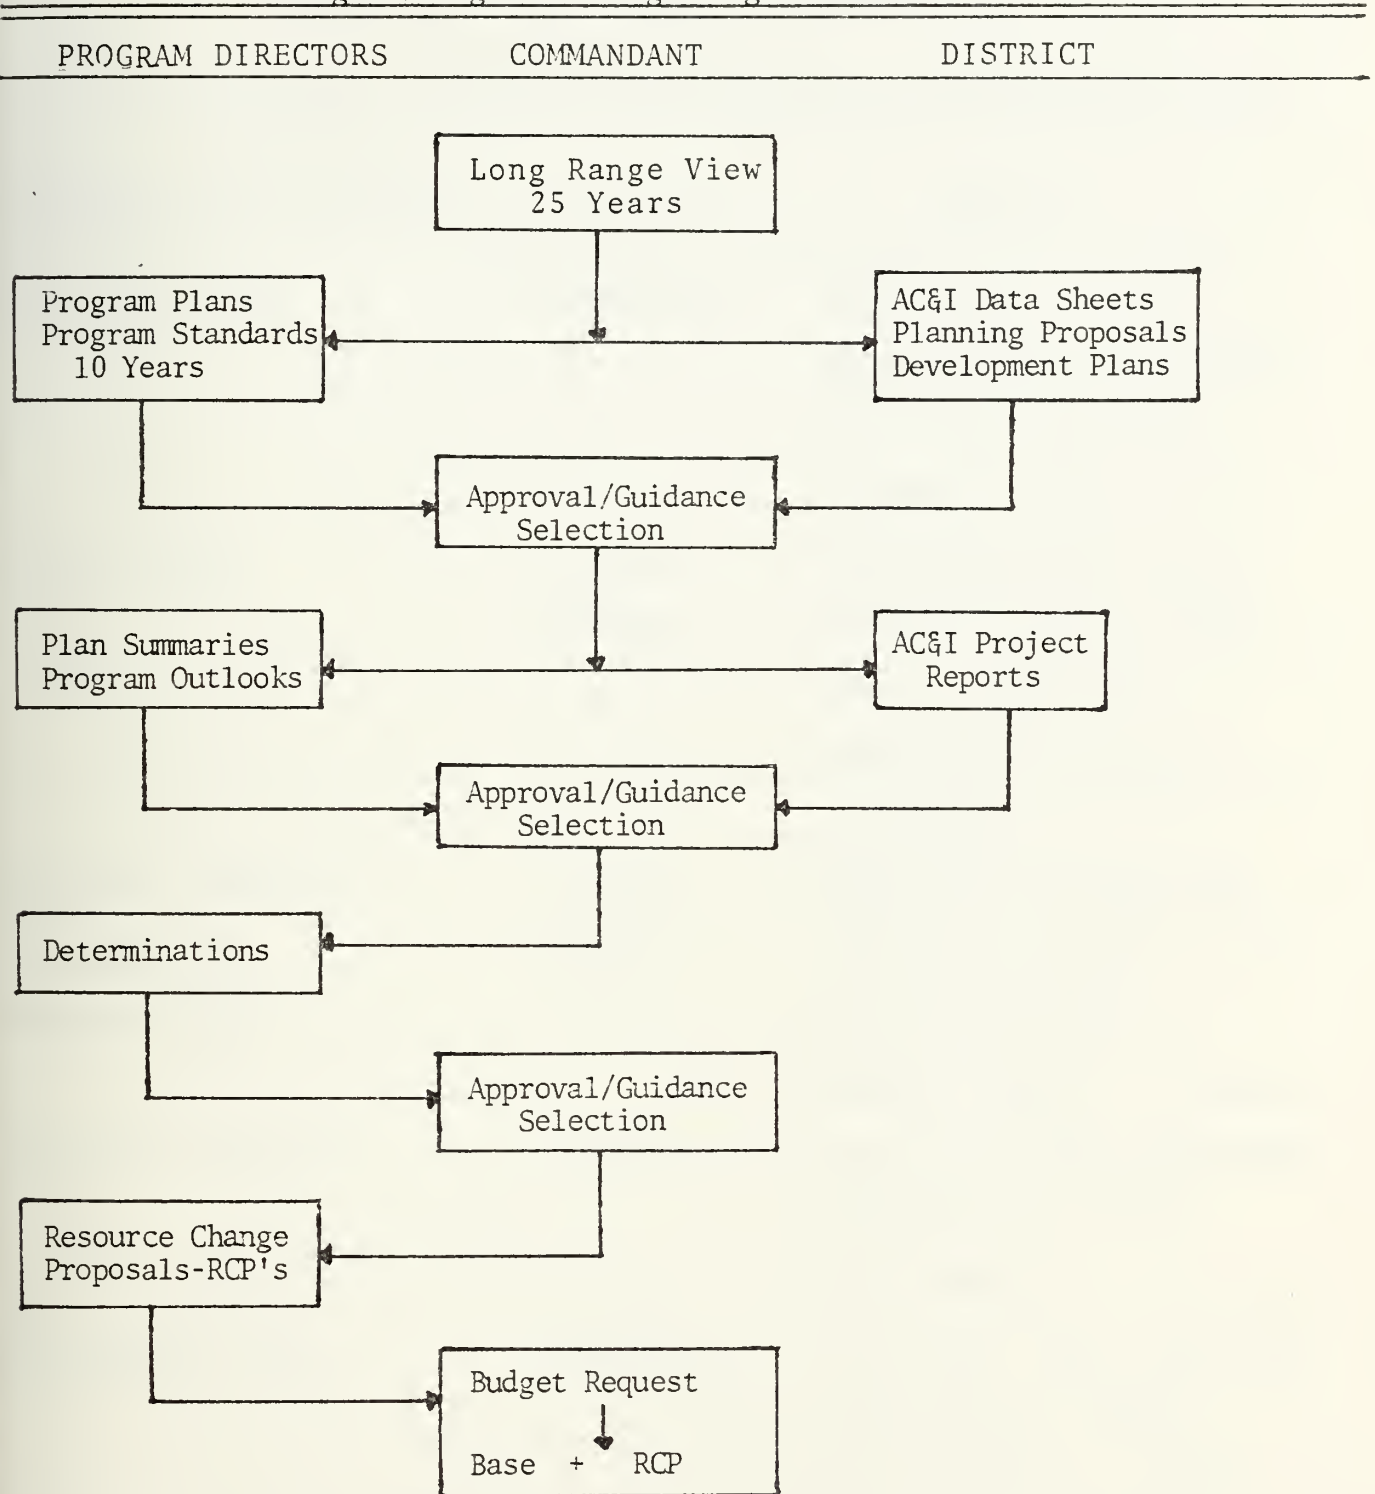 PROGRAM DIRECTORS COMMANDANT DISTRICT
Long Range View
25 Years
Program Plans
Program Standards
10 Years
AC&I Data Sheets
Planning Proposals
Development Plans
Approval/Guidance
Selection
Plan Summaries
Program Outlooks
AC&I Project
Reports
Approval/Guidance
Selection
Determinations
Approval/Guidance
Selection
Resource Change
Proposals-RCP's
Budget Request
Base + RCP